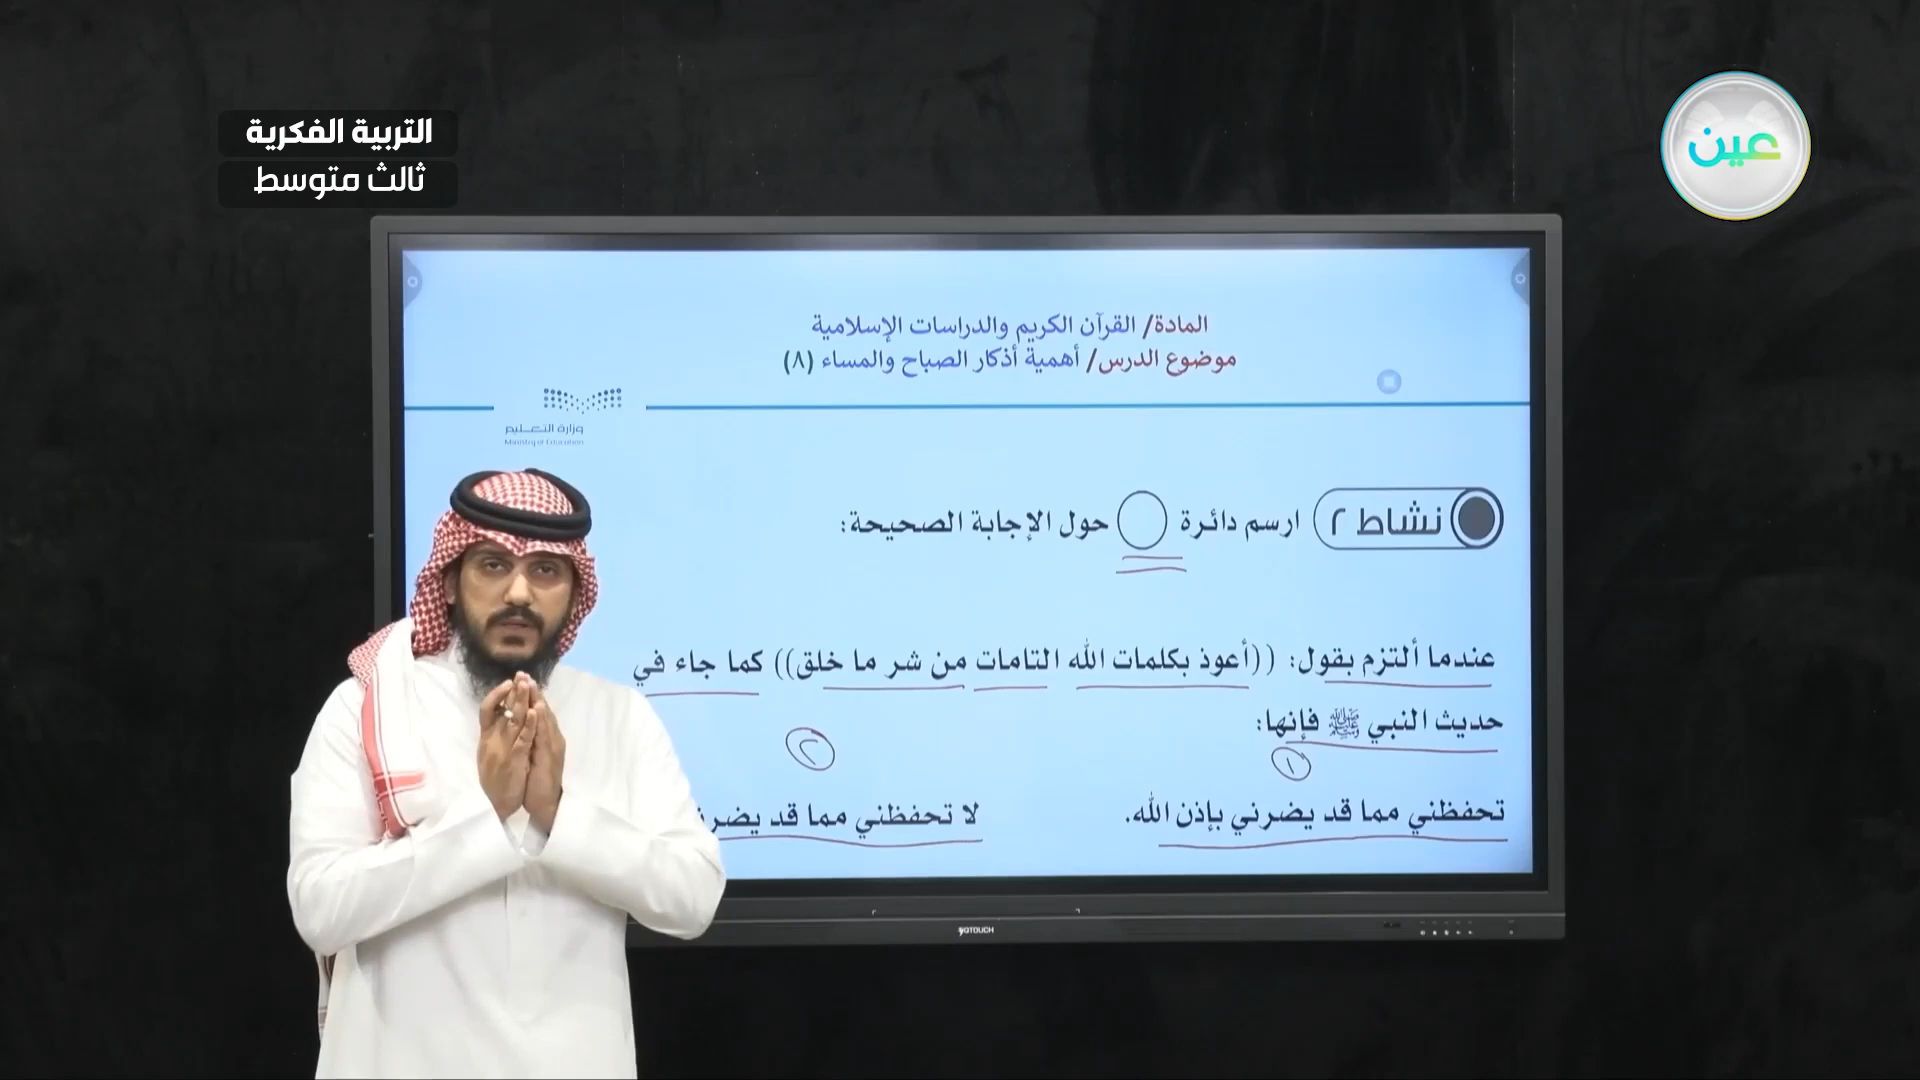 التربية الفكرية
ثالث متوسط
عين
المادة/ القرآن الكريم والدراسات الإسلامية
موضوع الدرس/ أهمية أذكار الصباح والمساء (٨)
وزارة التعليم
Ministry of Education
نشاط ٢ ارسم دائرة حول الإجابة الصحيحة:
عندما ألتزم بقول: ((أعوذ بكلمات الله التامات من شر ما خلق)) كما جاء في
حديث النبي ﷺ فإنها:
١ ٢
تحفظني مما قد يضرني بإذن الله. لا تحفظني مما قد